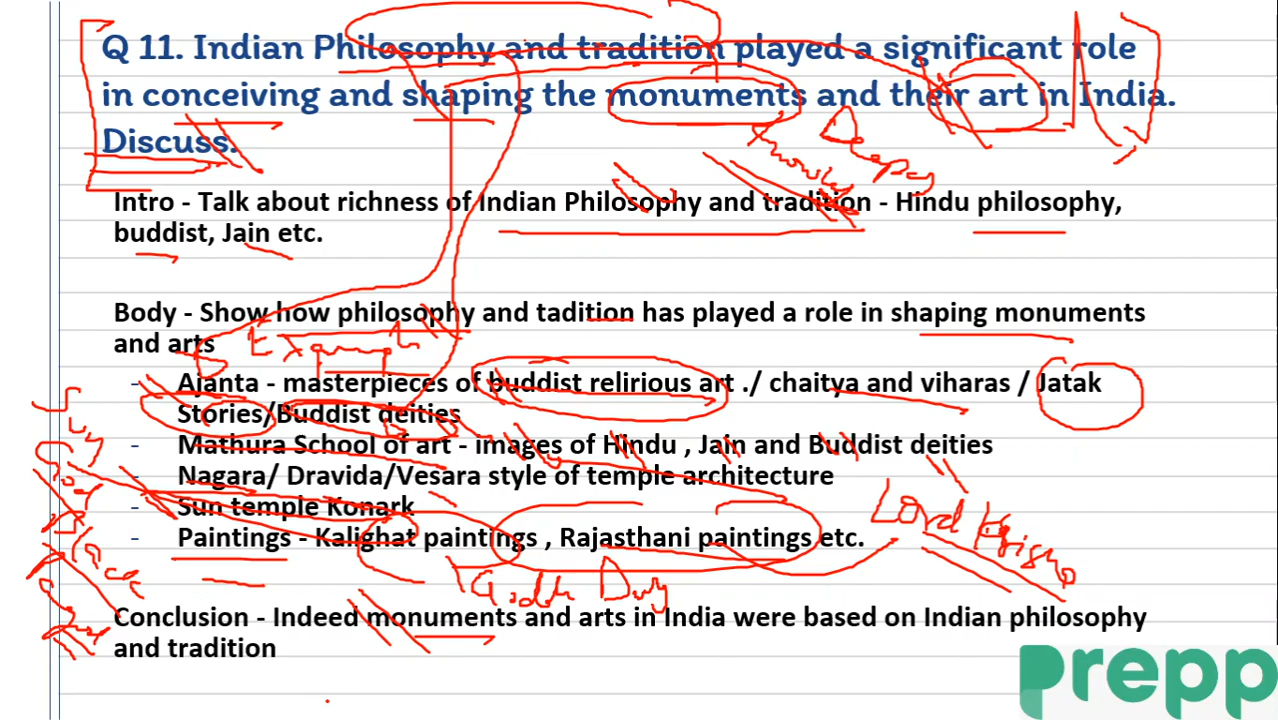 Q 11. Indian Philosophy and tradition played a significant role
in conceiving and shaping the monuments and their art in India.
Discuss.
Intro - Talk about richness of Indian Philosophy and tradition - Hindu philosophy,
buddist, Jain etc.
Body - Show how philosophy and tadition has played a role in shaping monuments
and arts
- Ajanta - masterpieces of buddist relirious art ./ chaitya and viharas / Jatak
Stories/Buddist deities
- Mathura School of art - images of Hindu , Jain and Buddist deities
- Nagara/ Dravida/Vesara style of temple architecture
- Sun temple Konark
- Paintings - Kalighat paintings , Rajasthani paintings etc.
Lord
Conclusion - Indeed monuments and arts in India were based on Indian philosophy
and tradition
prepp